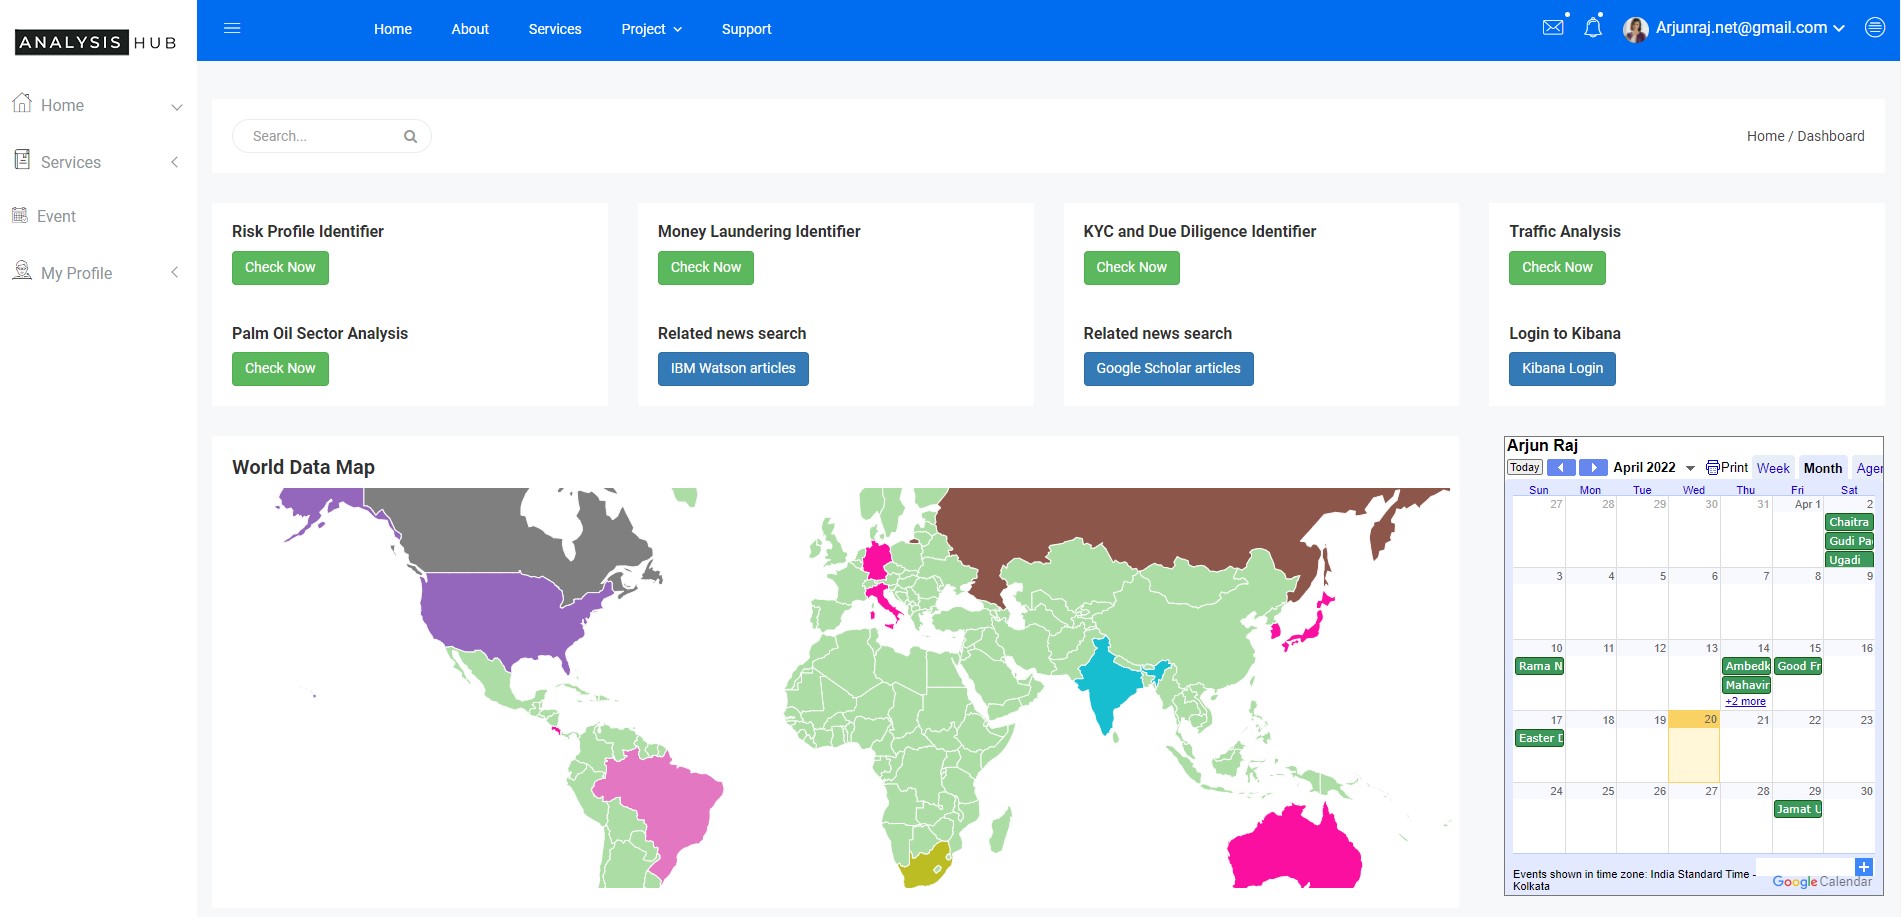 ANALYSIS HUB
Home
About
Services
Project
Support
Arjunraj.net@gmail.com
Home
Services
Event
My Profile
Search...
Home / Dashboard
Risk Profile Identifier
Check Now
Palm Oil Sector Analysis
Check Now
Money Laundering Identifier
Check Now
Related news search
IBM Watson articles
KYC and Due Diligence Identifier
Check Now
Related news search
Google Scholar articles
Traffic Analysis
Check Now
Login to Kibana
Kibana Login
World Data Map
Arjun Raj
Today April 2022 Print Week Month Agen
Sun Mon Tue Wed Thu Fri Sat
27 28 29 30 31 Apr 1 2
Chaitra
Gudi Pa
Ugadi
3 4 5 6 7 8 9
10 11 12 13 14 15 16
Rama N Ambedk Good Fr
Mahavir
+2 more
17 18 19 20 21 22 23
Easter D
24 25 26 27 28 29 30
Jamat U
Events shown in time zone: India Standard Time -
Kolkata
Google Calendar